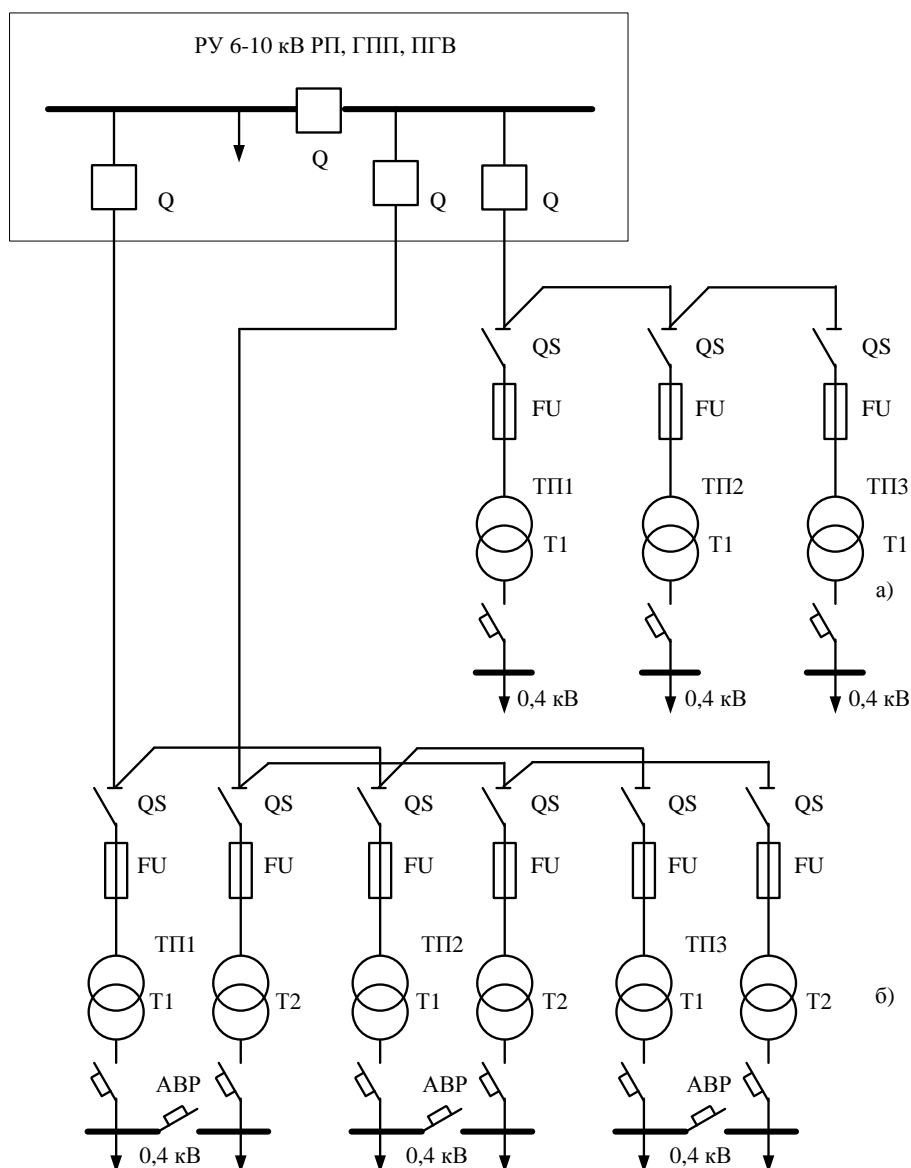 РУ 6-10 кВ РП, ГПП, ПГВ
Q
Q Q Q
QS QS QS
FU FU FU
ТП1 ТП2 ТП3
Т1 Т1 Т1
а)
0,4 кВ 0,4 кВ 0,4 кВ
QS QS QS QS QS QS
FU FU FU FU FU FU
ТП1 ТП2 ТП3
Т1 Т2 Т1 Т2 Т1 Т2 б)
АВР АВР АВР
0,4 кВ 0,4 кВ 0,4 кВ